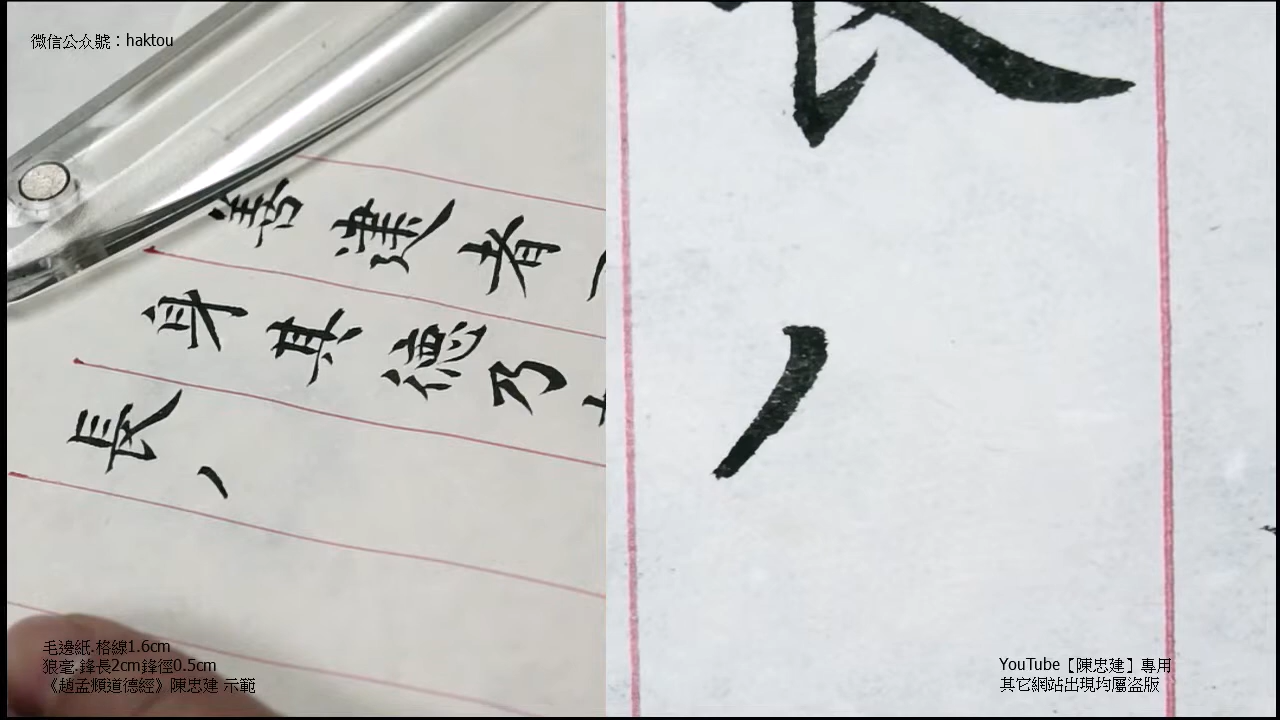 微信公众號：haktou
善建者
身其德乃
長
毛邊紙.格線1.6cm
狼毫.鋒長2cm鋒徑0.5cm
《趙孟頫道德經》陳忠建 示範
YouTube［陳忠建］專用
其它網站出現均屬盜版